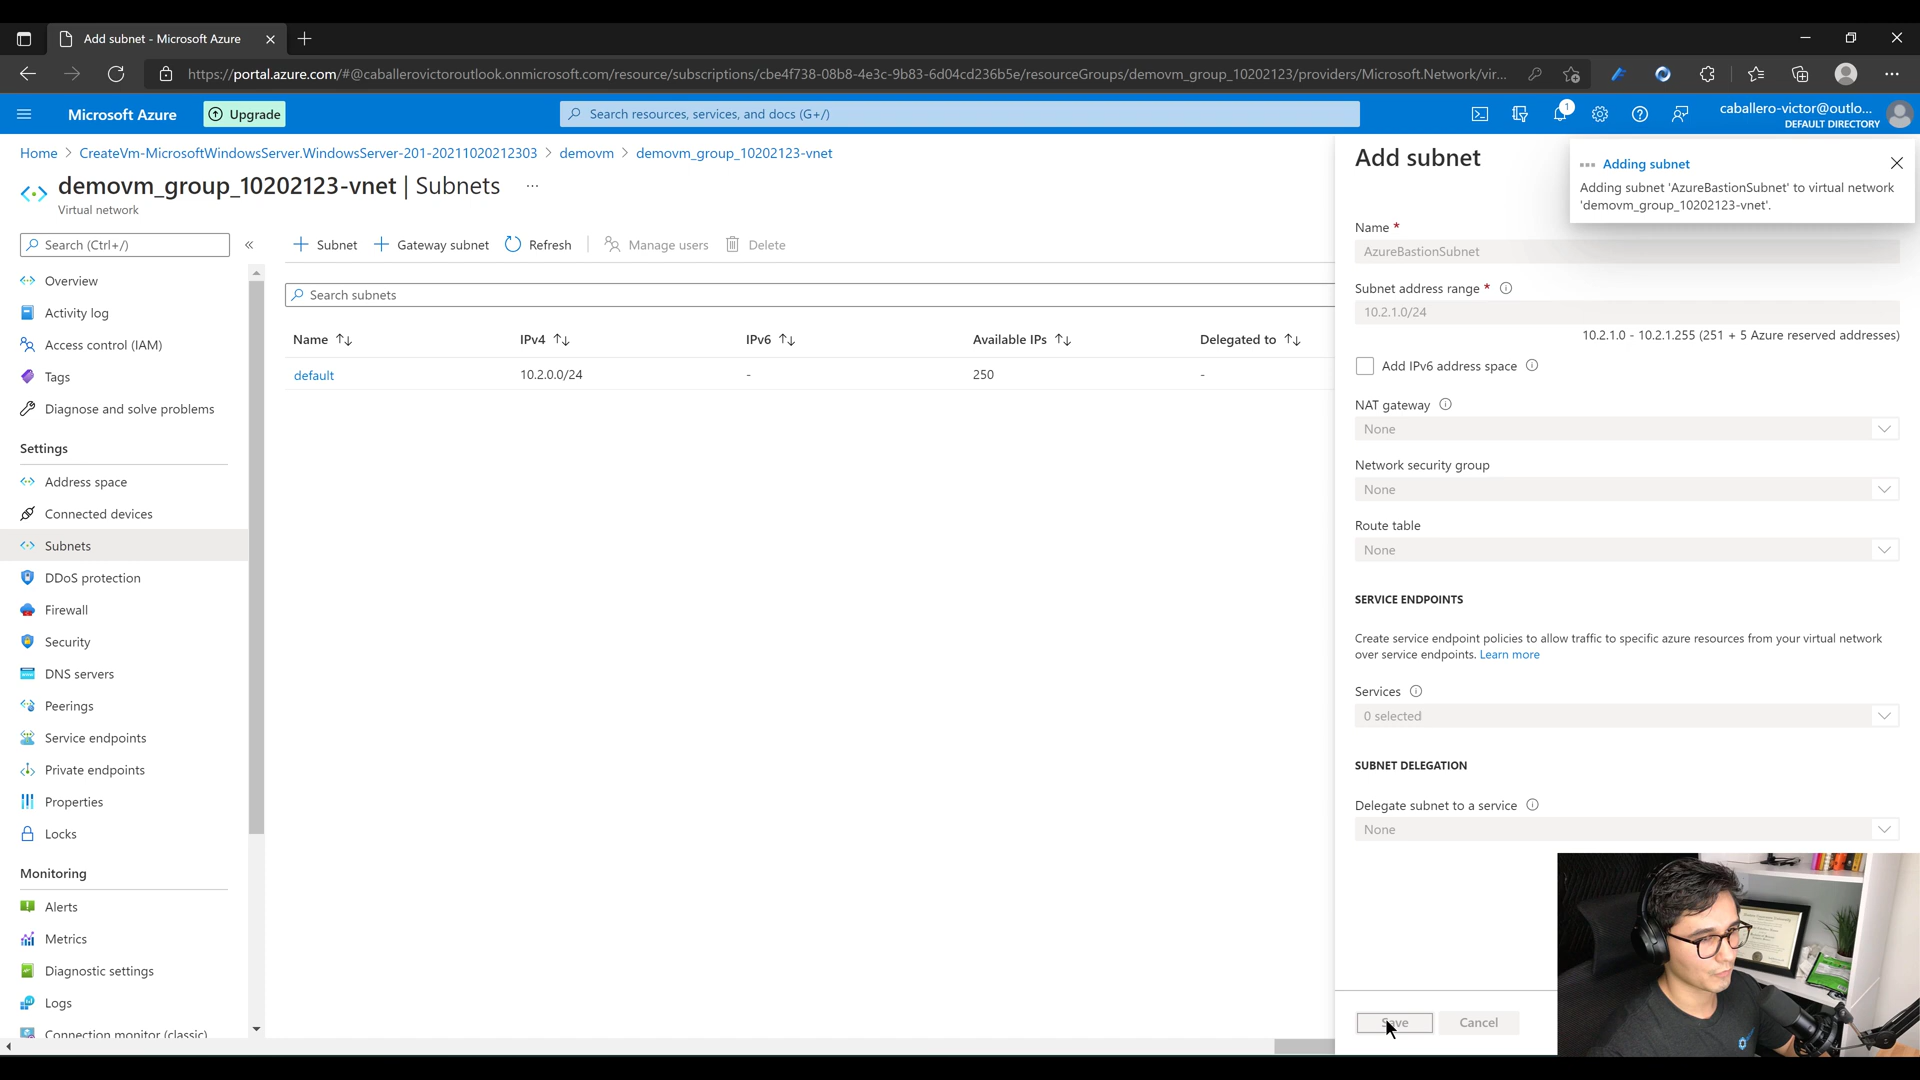 Add subnet - Microsoft Azure
https://portal.azure.com/#@caballerovictoroutlook.onmicrosoft.com/resource/subscriptions/cbe4f738-08b8-4e3c-9b83-6d04cd236b5e/resourceGroups/demovm_group_10202123/providers/Microsoft.Network/vir...
Microsoft Azure
Upgrade
Search resources, services, and docs (G+/)
1
caballero-victor@outlo...
DEFAULT DIRECTORY
Home > CreateVm-MicrosoftWindowsServer.WindowsServer-201-20211020212303 > demovm > demovm_group_10202123-vnet
demovm_group_10202123-vnet | Subnets ...
Virtual network
Search (Ctrl+/)
«
Overview
Activity log
Access control (IAM)
Tags
Diagnose and solve problems
Settings
Address space
Connected devices
Subnets
DDoS protection
Firewall
Security
DNS servers
Peerings
Service endpoints
Private endpoints
Properties
Locks
Monitoring
Alerts
Metrics
Diagnostic settings
Logs
Connection monitor (classic)
+ Subnet + Gateway subnet Refresh Manage users Delete
Search subnets
Name IPv4 IPv6 Available IPs Delegated to
default 10.2.0.0/24 - 250 -
Add subnet
Adding subnet
Adding subnet 'AzureBastionSubnet' to virtual network
'demovm_group_10202123-vnet'.
Name *
AzureBastionSubnet
Subnet address range *
10.2.1.0/24
10.2.1.0 - 10.2.1.255 (251 + 5 Azure reserved addresses)
Add IPv6 address space
NAT gateway
None
Network security group
None
Route table
None
SERVICE ENDPOINTS
Create service endpoint policies to allow traffic to specific azure resources from your virtual network
over service endpoints. Learn more
Services
0 selected
SUBNET DELEGATION
Delegate subnet to a service
None
Save Cancel